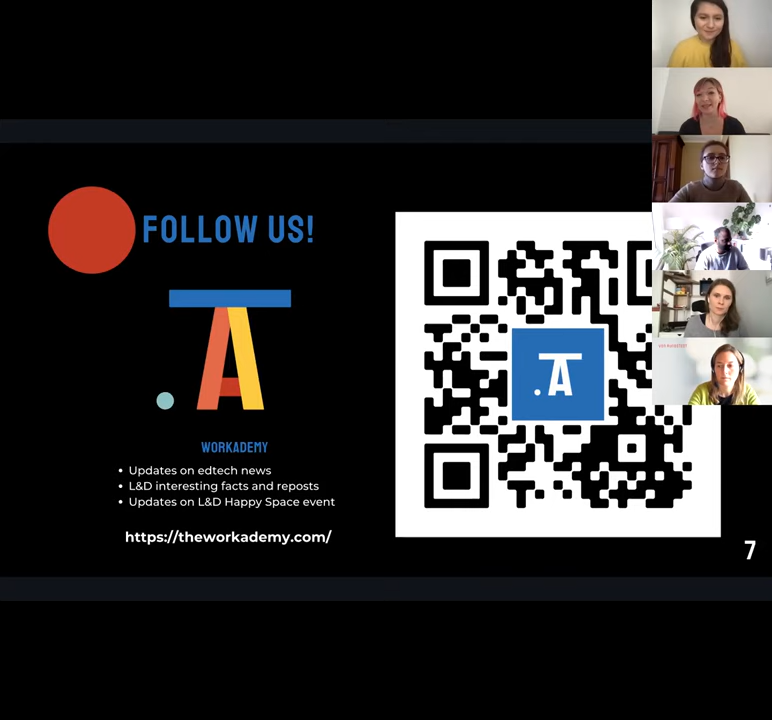 FOLLOW US!
WORKADEMY
• Updates on edtech news
• L&D interesting facts and reposts
• Updates on L&D Happy Space event
https://theworkademy.com/
7